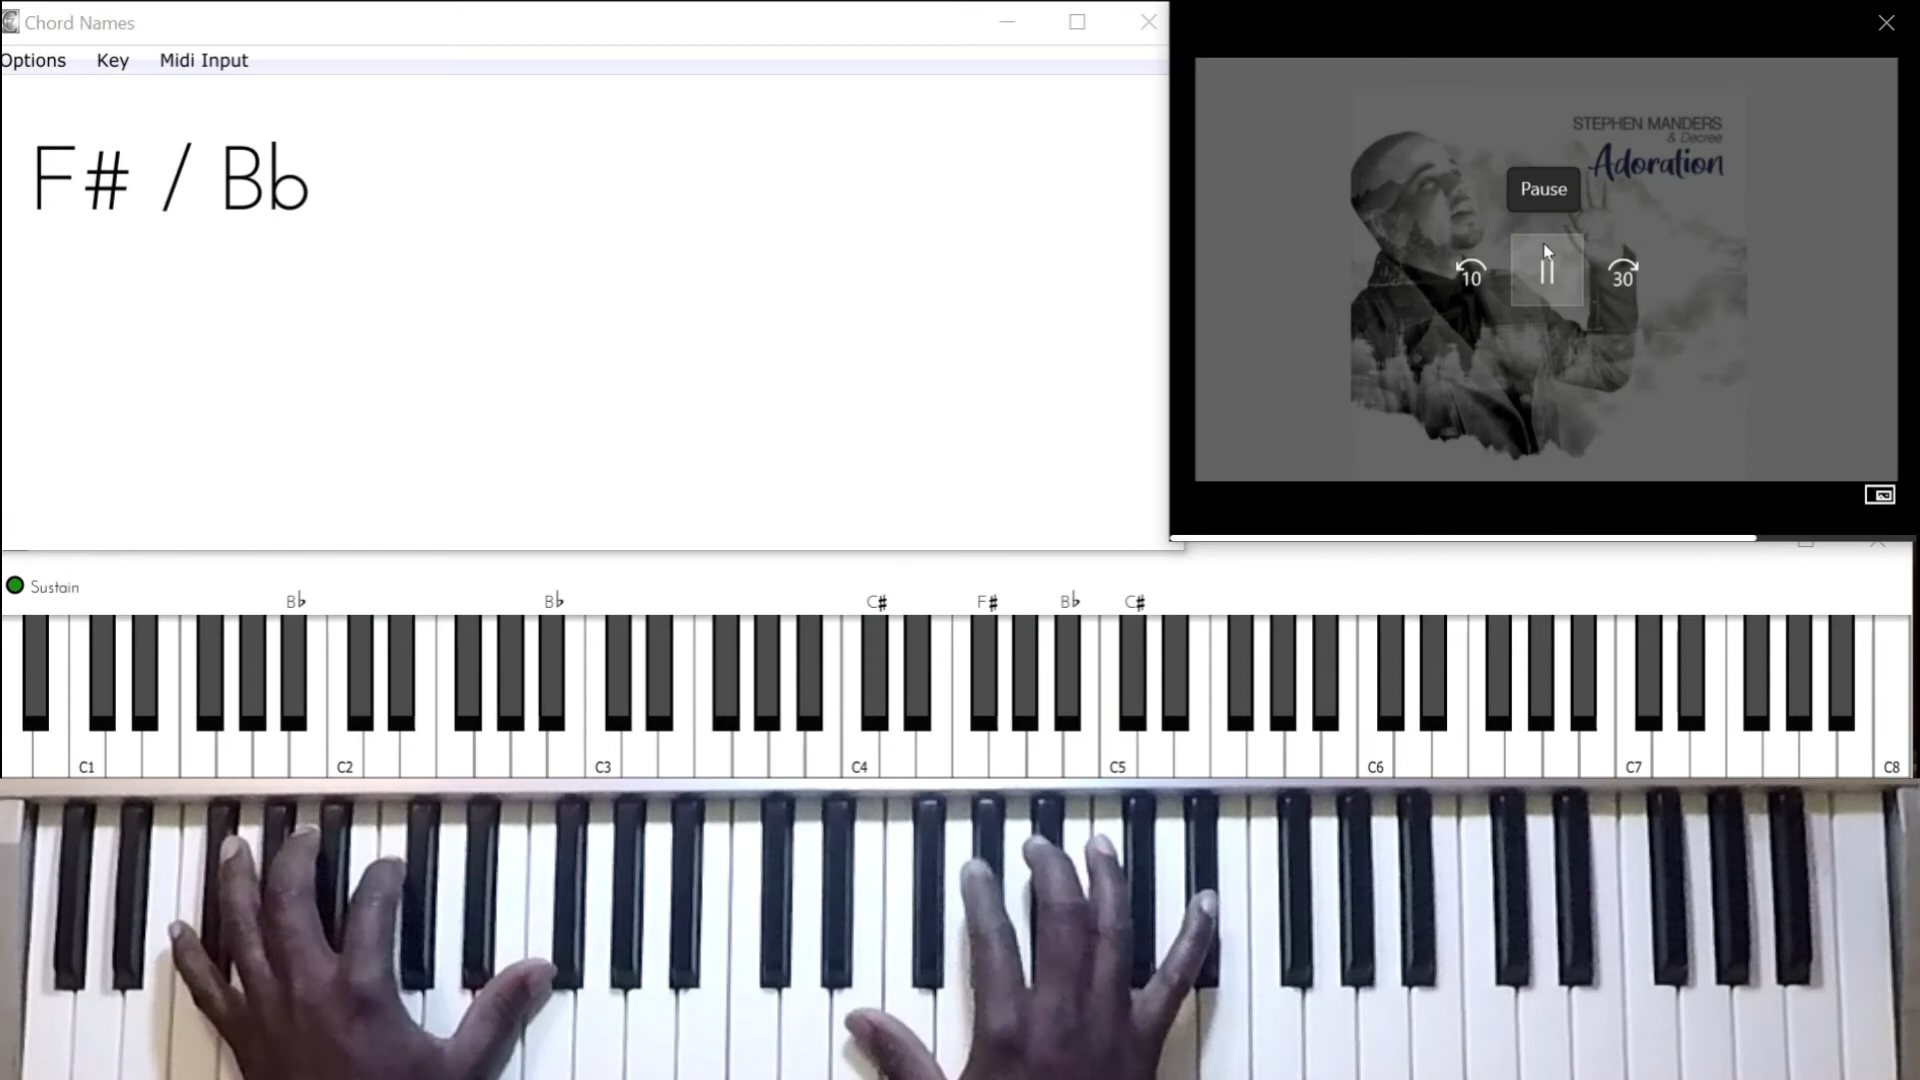 Chord Names
Options Key Midi Input
F# / Bb
STEPHEN MANDERS
& Decree
Adoration
Pause
10
30
Sustain
B♭ B♭ C♯ F♯ B♭ C♯
C1 C2 C3 C4 C5 C6 C7 C8